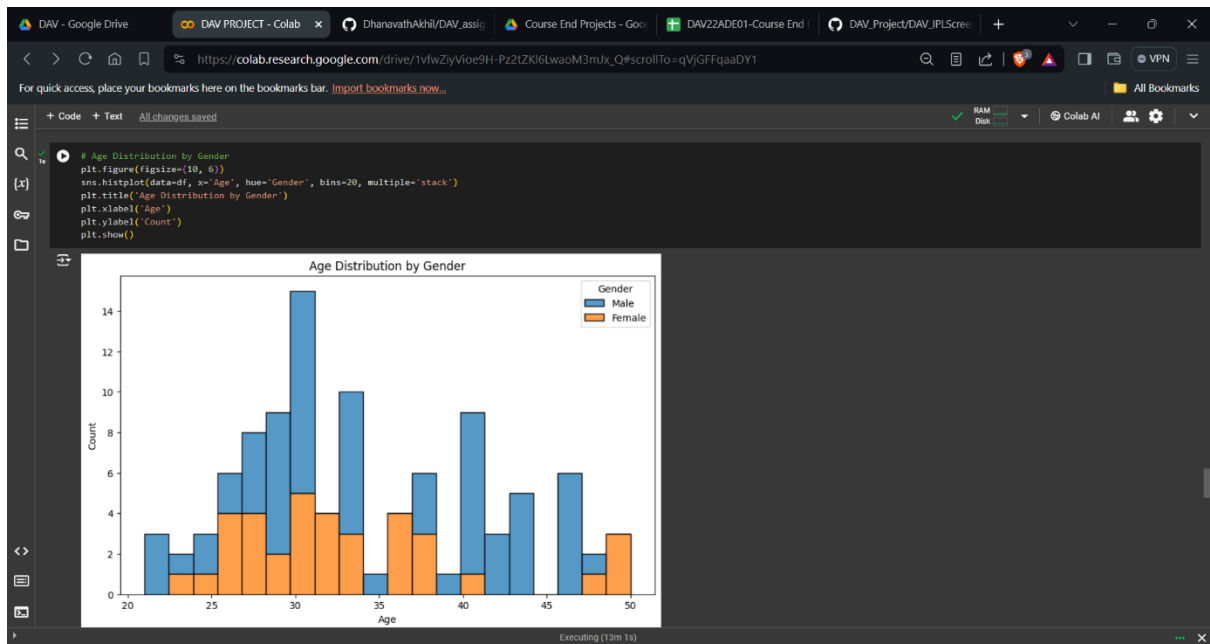 DAV - Google Drive
DAV PROJECT - Colab
DhanavathAkhil/DAV_assig
Course End Projects - Goo
DAV22ADE01-Course End
DAV_Project/DAV_IPLScree
https://colab.research.google.com/drive/1vfwZiyVioe9H-Pz2tZKl6LwaoM3mJx_Q#scrollTo=qVjGFFqaaDY1
3
VPN
For quick access, place your bookmarks here on the bookmarks bar. Import bookmarks now...
All Bookmarks
+ Code + Text All changes saved
RAM
Disk
Colab AI
1s
{x}
# Age Distribution by Gender
plt.figure(figsize=(10, 6))
sns.histplot(data=df, x='Age', hue='Gender', bins=20, multiple='stack')
plt.title('Age Distribution by Gender')
plt.xlabel('Age')
plt.ylabel('Count')
plt.show()
Age Distribution by Gender
Gender
Male
Female
14
12
10
8
6
4
2
0
Count
20 25 30 35 40 45 50
Age
Executing (13m 1s)